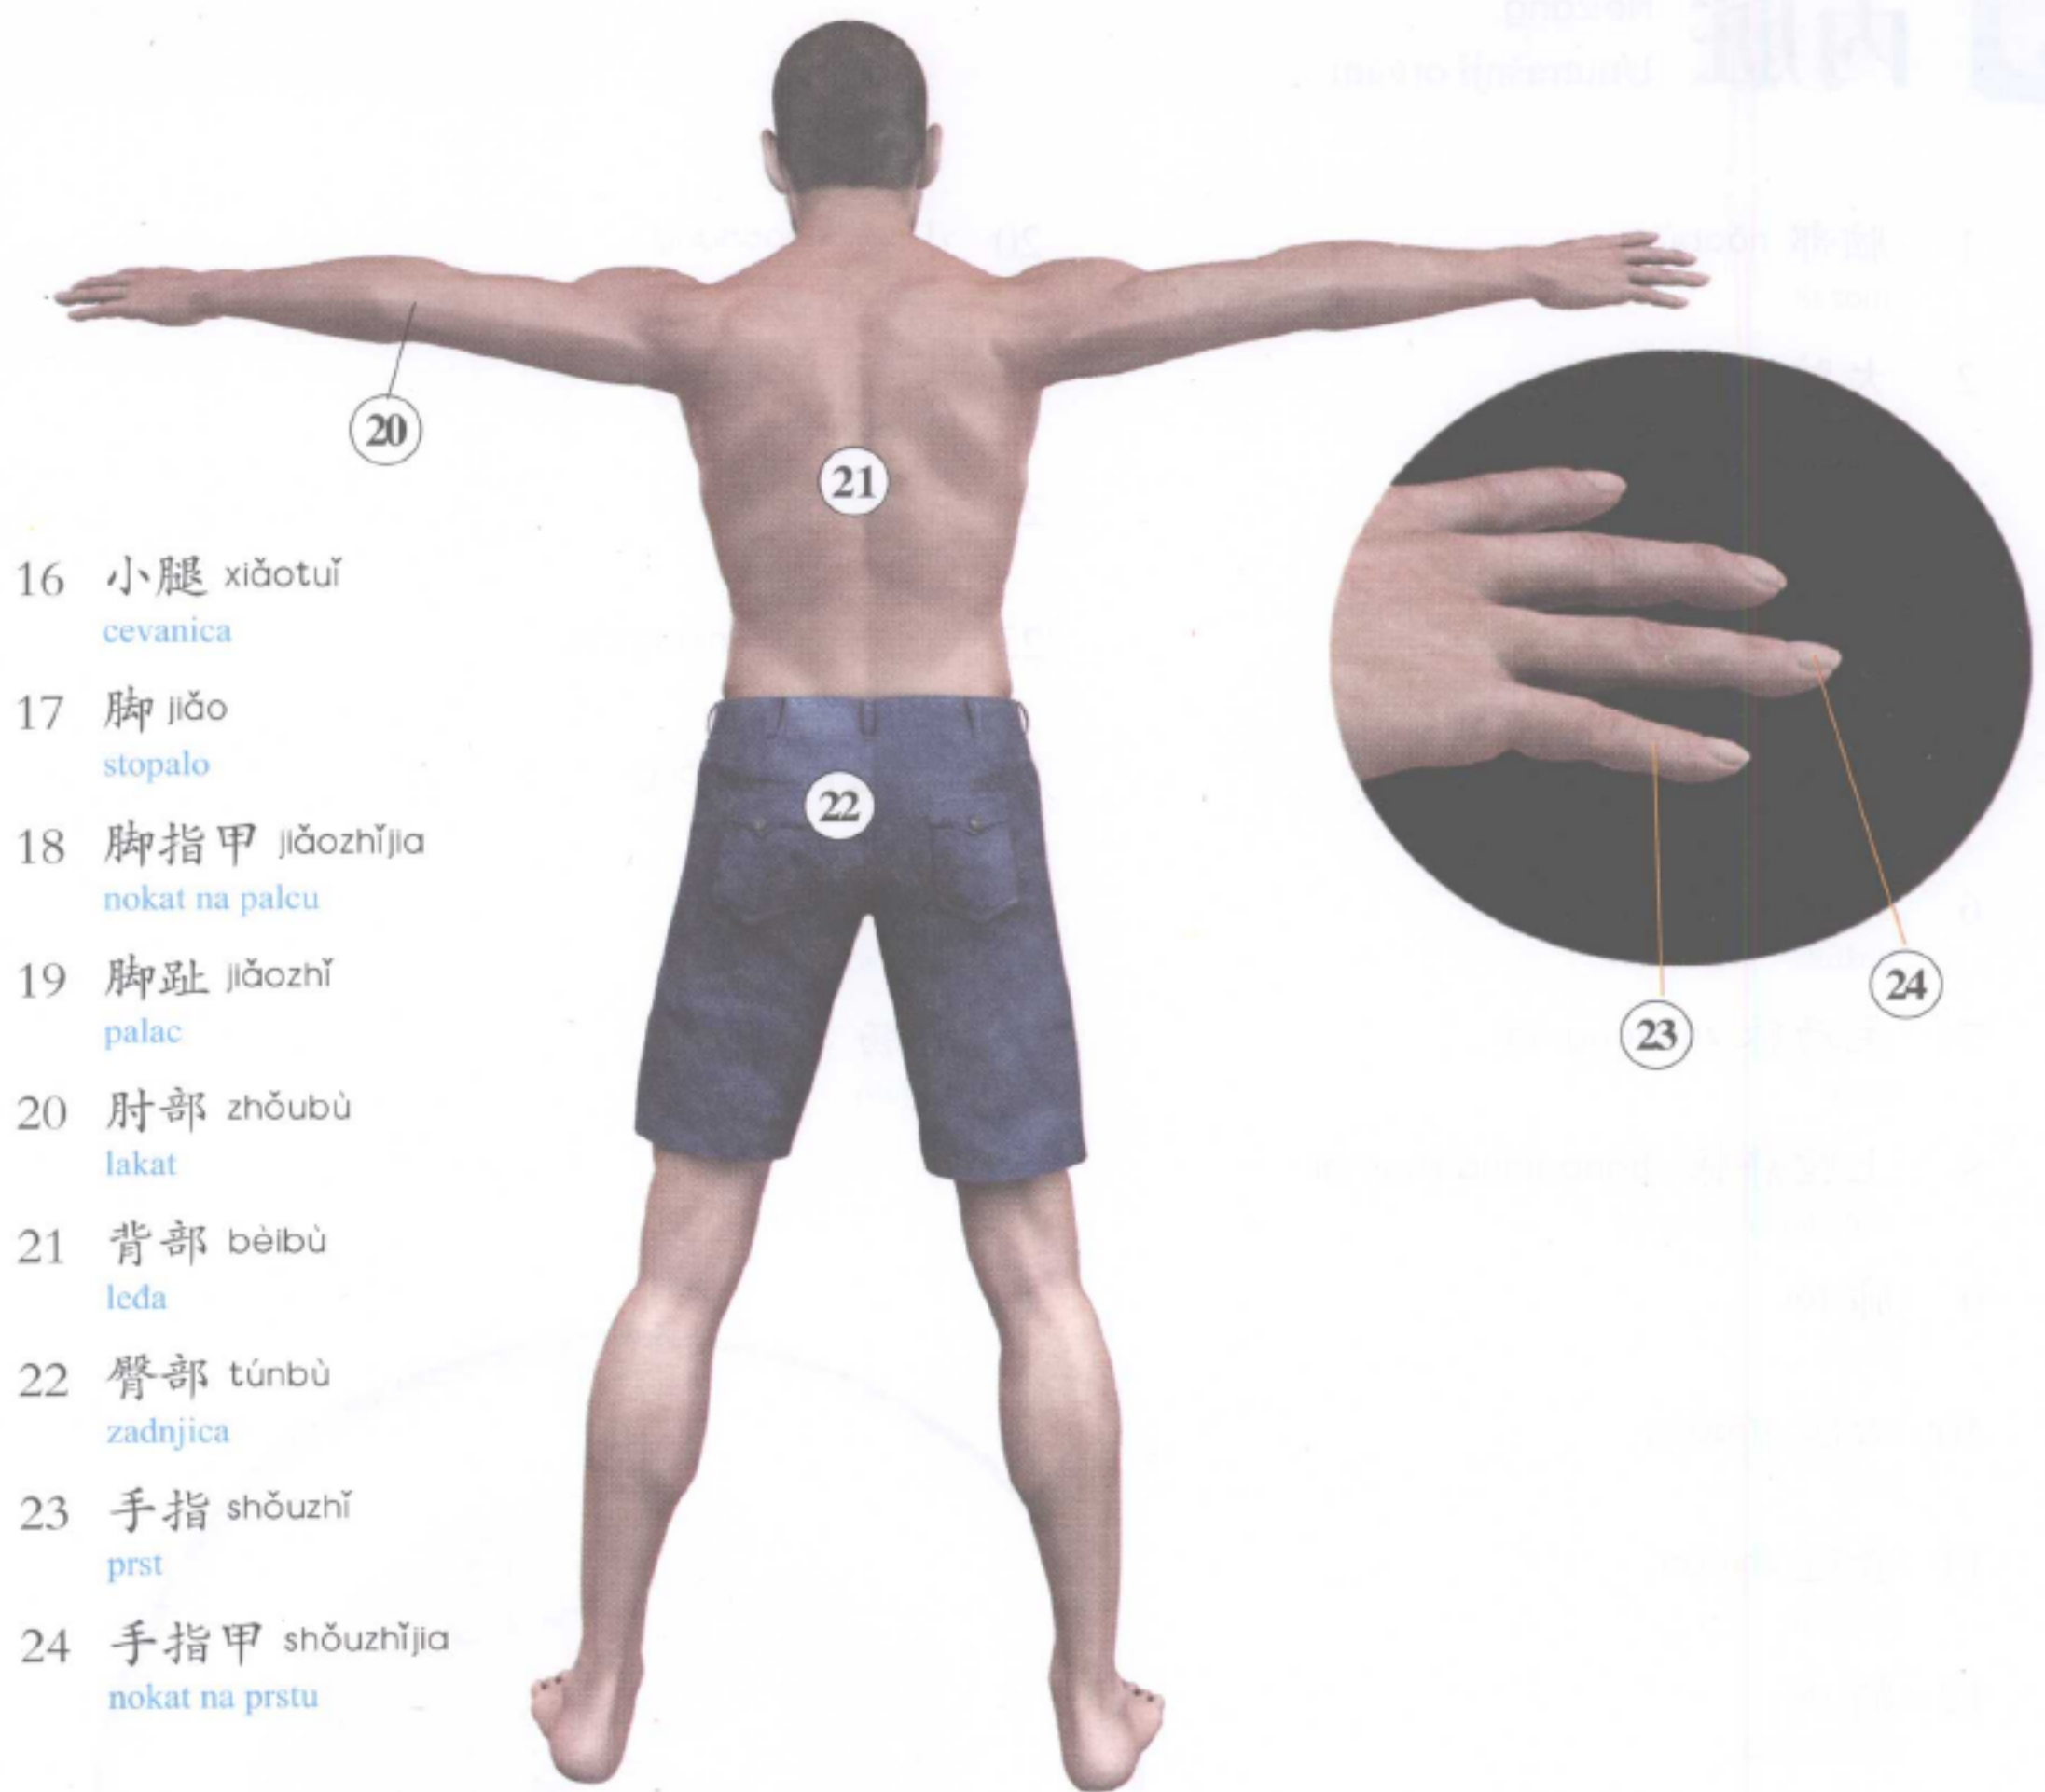 20
21
22
23
24
16 小腿 xiǎotuǐ
cevanica
17 脚 jiǎo
stopalo
18 脚指甲 jiǎozhǐjia
nokat na palcu
19 脚趾 jiǎozhǐ
palac
20 肘部 zhǒubù
lakat
21 背部 bèibù
leđa
22 臀部 túnbù
zadnjica
23 手指 shǒuzhǐ
prst
24 手指甲 shǒuzhǐjia
nokat na prstu